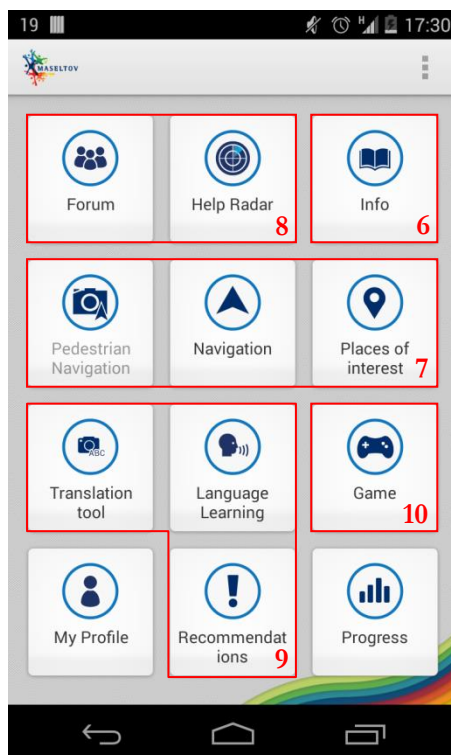 19 H 17:30
MASELTOV
Forum
Help Radar
8
Info
6
Pedestrian
Navigation
Navigation
Places of
interest
7
ABC
Translation
tool
Language
Learning
Game
10
My Profile
Recommendat
ions
9
Progress